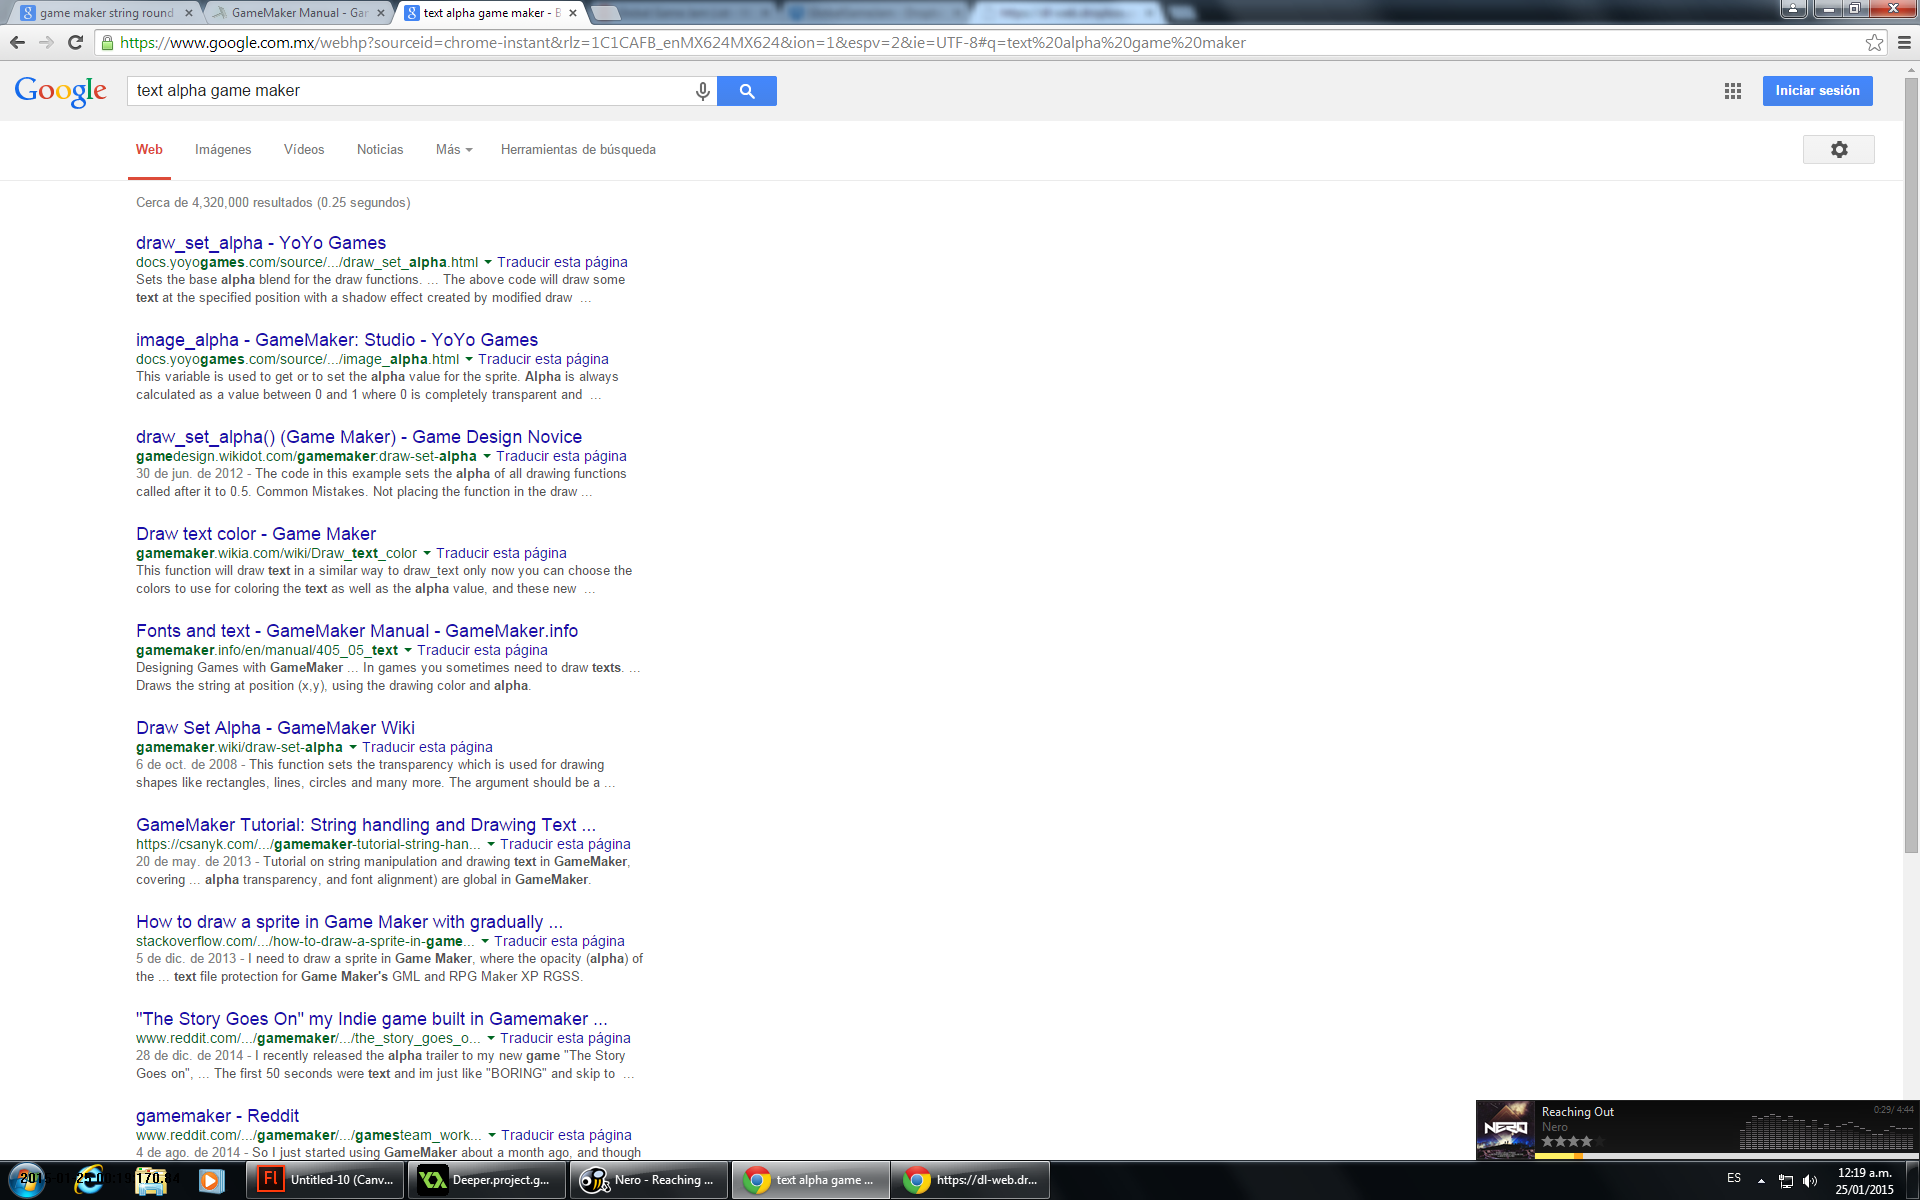 game maker string round
GameMaker Manual - Gar
text alpha game maker - B
https://www.google.com.mx/webhp?sourceid=chrome-instant&rlz=1C1CAFB_enMX624MX624&ion=1&espv=2&ie=UTF-8#q=text%20alpha%20game%20maker
Google
text alpha game maker
Iniciar sesión
Web Imágenes Vídeos Noticias Más Herramientas de búsqueda
Cerca de 4,320,000 resultados (0.25 segundos)
draw_set_alpha - YoYo Games
docs.yoyogames.com/source/.../draw_set_alpha.html Traducir esta página
Sets the base alpha blend for the draw functions. ... The above code will draw some
text at the specified position with a shadow effect created by modified draw ...
image_alpha - GameMaker: Studio - YoYo Games
docs.yoyogames.com/source/.../image_alpha.html Traducir esta página
This variable is used to get or to set the alpha value for the sprite. Alpha is always
calculated as a value between 0 and 1 where 0 is completely transparent and ...
draw_set_alpha() (Game Maker) - Game Design Novice
gamedesign.wikidot.com/gamemaker:draw-set-alpha Traducir esta página
30 de jun. de 2012 - The code in this example sets the alpha of all drawing functions
called after it to 0.5. Common Mistakes. Not placing the function in the draw ...
Draw text color - Game Maker
gamemaker.wikia.com/wiki/Draw_text_color Traducir esta página
This function will draw text in a similar way to draw_text only now you can choose the
colors to use for coloring the text as well as the alpha value, and these new ...
Fonts and text - GameMaker Manual - GameMaker.info
gamemaker.info/en/manual/405_05_text Traducir esta página
Designing Games with GameMaker ... In games you sometimes need to draw texts. ...
Draws the string at position (x,y), using the drawing color and alpha.
Draw Set Alpha - GameMaker Wiki
gamemaker.wiki/draw-set-alpha Traducir esta página
6 de oct. de 2008 - This function sets the transparency which is used for drawing
shapes like rectangles, lines, circles and many more. The argument should be a ...
GameMaker Tutorial: String handling and Drawing Text ...
https://csanyk.com/.../gamemaker-tutorial-string-han... Traducir esta página
20 de may. de 2013 - Tutorial on string manipulation and drawing text in GameMaker,
covering ... alpha transparency, and font alignment) are global in GameMaker.
How to draw a sprite in Game Maker with gradually ...
stackoverflow.com/.../how-to-draw-a-sprite-in-game... Traducir esta página
5 de dic. de 2013 - I need to draw a sprite in Game Maker, where the opacity (alpha) of
the ... text file protection for Game Maker's GML and RPG Maker XP RGSS.
"The Story Goes On" my Indie game built in Gamemaker ...
www.reddit.com/.../gamemaker/.../the_story_goes_o... Traducir esta página
28 de dic. de 2014 - I recently released the alpha trailer to my new game "The Story
Goes on", ... The first 50 seconds were text and im just like "BORING" and skip to ...
gamemaker - Reddit
www.reddit.com/.../gamemaker/.../gamesteam_work... Traducir esta página
4 de ago. de 2014 - So I just started using GameMaker about a month ago, and though
NERO
Reaching Out
Nero
0:29/ 4:44
Untitled-10 (Canv...
Deeper.project.g...
Nero - Reaching ...
text alpha game ...
https://dl-web.dr...
ES
12:19 a.m.
25/01/2015